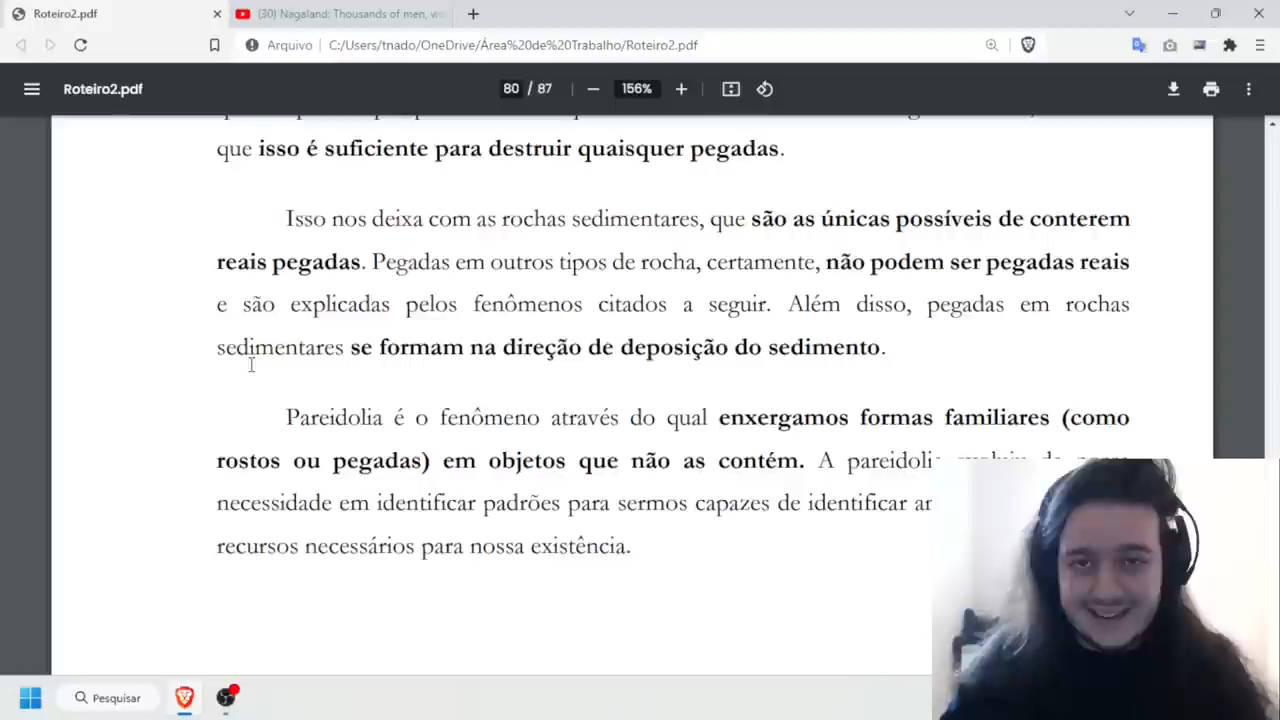 Roteiro2.pdf
(30) Nagaland: Thousands of men, w
Arquivo
C:/Users/tnado/OneDrive/Área%20de%20Trabalho/Roteiro2.pdf
Roteiro2.pdf
80 / 87
156%
que isso é suficiente para destruir quaisquer pegadas.
Isso nos deixa com as rochas sedimentares, que são as únicas possíveis de conterem
reais pegadas. Pegadas em outros tipos de rocha, certamente, não podem ser pegadas reais
e são explicadas pelos fenômenos citados a seguir. Além disso, pegadas em rochas
sedimentares se formam na direção de deposição do sedimento.
Pareidolia é o fenômeno através do qual enxergamos formas familiares (como
rostos ou pegadas) em objetos que não as contém. A pareidoli
necessidade em identificar padrões para sermos capazes de identificar
recursos necessários para nossa existência.
Pesquisar